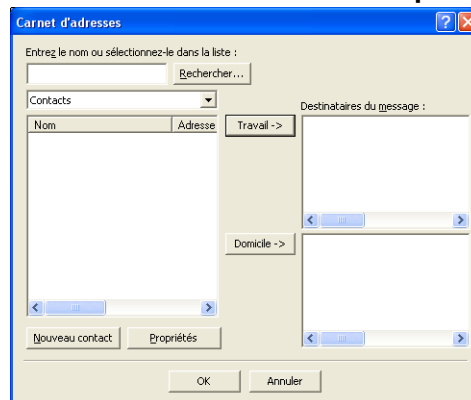 Carnet d'adresses
Entrez le nom ou sélectionnez-le dans la liste :
Rechercher...
Contacts
Destinataires du message :
Nom Adresse
Travail ->
Domicile ->
Nouveau contact Propriétés
OK Annuler